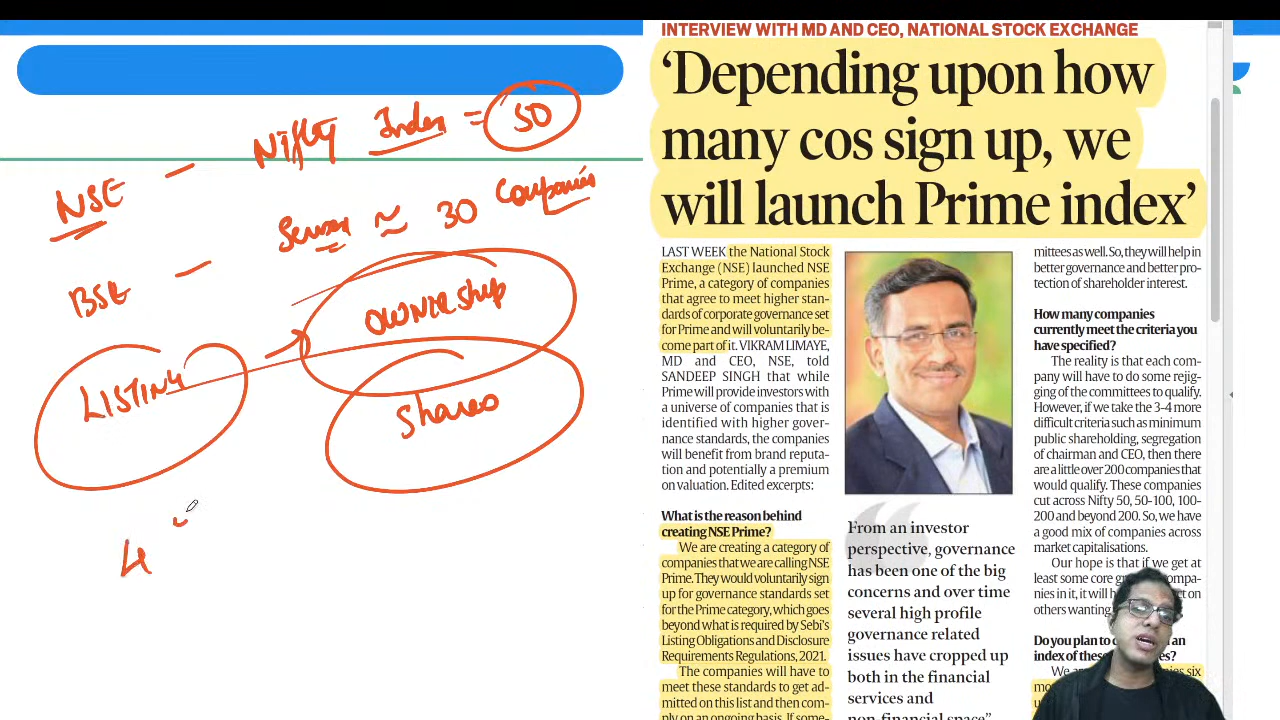 NSE - Nifty Index = 50
BSE - Sensex ≈ 30 Companies
LISTING
OWNERSHIP
Shares
4
INTERVIEW WITH MD AND CEO, NATIONAL STOCK EXCHANGE
‘Depending upon how
many cos sign up, we
will launch Prime index’
LAST WEEK the National Stock
Exchange (NSE) launched NSE
Prime, a category of companies
that agree to meet higher stan-
dards of corporate governance set
for Prime and will voluntarily be-
come part of it. VIKRAM LIMAYE,
MD and CEO, NSE, told
SANDEEP SINGH that while
Prime will provide investors with
a universe of companies that is
identified with higher gover-
nance standards, the companies
will benefit from brand reputa-
tion and potentially a premium
on valuation. Edited excerpts:
What is the reason behind
creating NSE Prime?
We are creating a category of
companies that we are calling NSE
Prime. They would voluntarily sign
up for governance standards set
for the Prime category, which goes
beyond what is required by Sebi's
Listing Obligations and Disclosure
Requirements Regulations, 2021.
The companies will have to
meet these standards to get ad-
mitted on this list and then com-
ply on an ongoing basis. If some-
From an investor
perspective, governance
has been one of the big
concerns and over time
several high profile
governance related
issues have cropped up
both in the financial
services and
non-financial space”
mittees as well. So, they will help in
better governance and better pro-
tection of shareholder interest.
How many companies
currently meet the criteria you
have specified?
The reality is that each com-
pany will have to do some rejig-
ging of the committees to qualify.
However, if we take the 3-4 more
difficult criteria such as minimum
public shareholding, segregation
of chairman and CEO, then there
are a little over 200 companies that
would qualify. These companies
cut across Nifty 50, 50-100, 100-
200 and beyond 200. So, we have
a good mix of companies across
market capitalisations.
Our hope is that if we get at
least some core
nies in it, it will
others wanting
Do you plan to an
index of these
We six